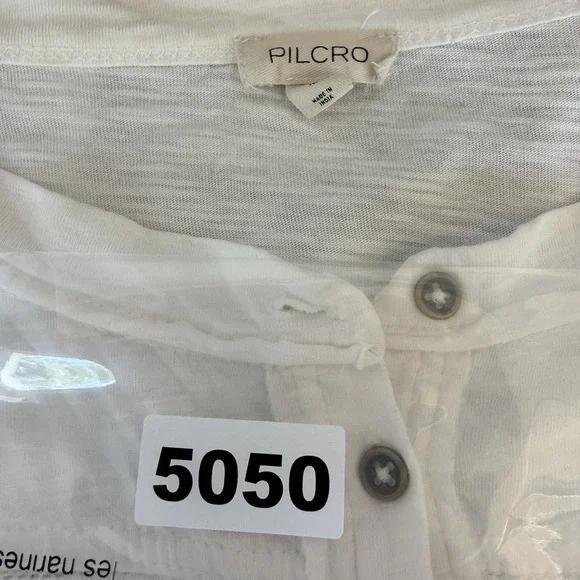 PILCRO
MADE IN
INDIA
5050
les narines